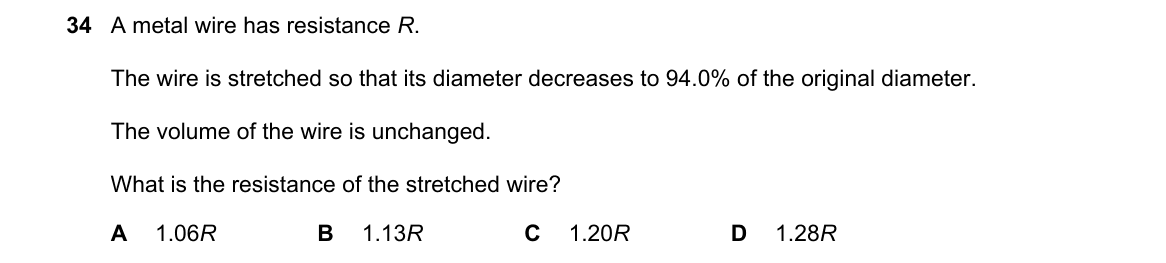 34 A metal wire has resistance R.
The wire is stretched so that its diameter decreases to 94.0% of the original diameter.
The volume of the wire is unchanged.
What is the resistance of the stretched wire?
A 1.06R B 1.13R C 1.20R D 1.28R